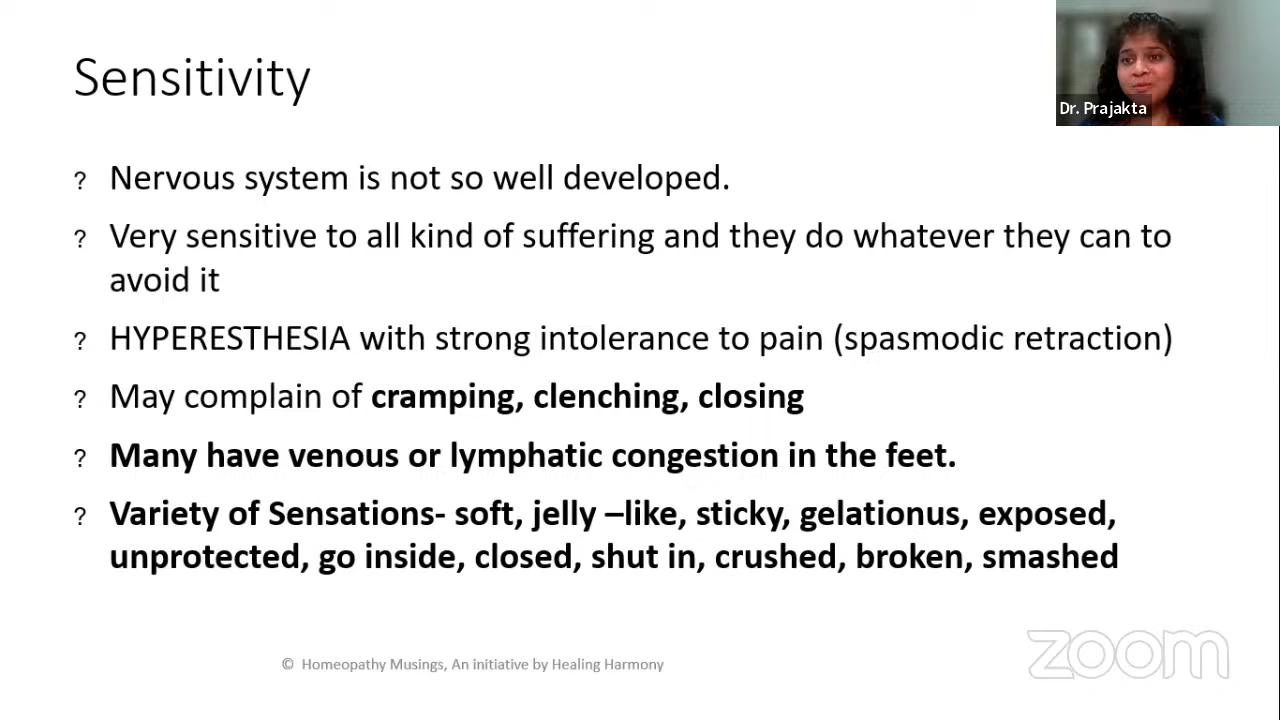 Sensitivity
Dr. Prajakta
? Nervous system is not so well developed.
? Very sensitive to all kind of suffering and they do whatever they can to
avoid it
? HYPERESTHESIA with strong intolerance to pain (spasmodic retraction)
? May complain of cramping, clenching, closing
? Many have venous or lymphatic congestion in the feet.
? Variety of Sensations- soft, jelly –like, sticky, gelationus, exposed,
unprotected, go inside, closed, shut in, crushed, broken, smashed
© Homeopathy Musings, An initiative by Healing Harmony
zoom